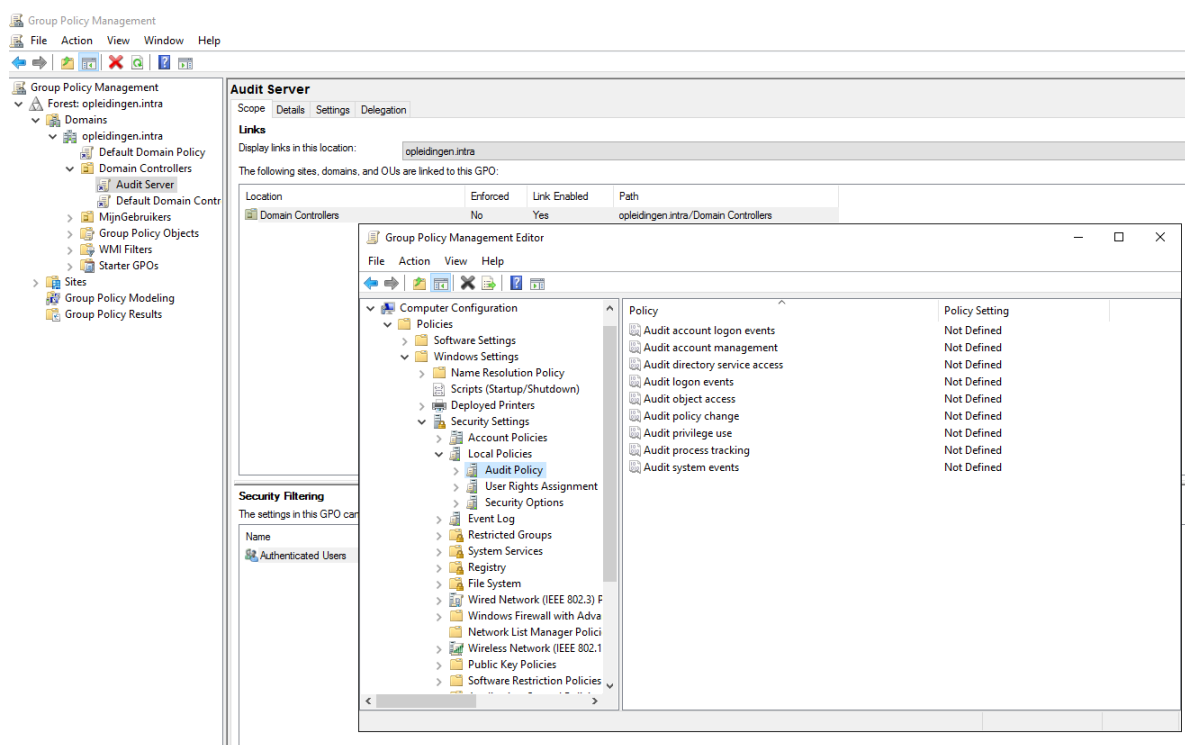 Group Policy Management
File Action View Window Help
Group Policy Management
Forest: opleidingen.intra
Domains
opleidingen.intra
Default Domain Policy
Domain Controllers
Audit Server
Default Domain Contr
MijnGebruikers
Group Policy Objects
WMI Filters
Starter GPOs
Sites
Group Policy Modeling
Group Policy Results
Audit Server
Scope Details Settings Delegation
Links
Display links in this location: opleidingen.intra
The following sites, domains, and OUs are linked to this GPO:
Location Enforced Link Enabled Path
Domain Controllers No Yes opleidingen.intra/Domain Controllers
Security Filtering
The settings in this GPO can
Name
Authenticated Users
Group Policy Management Editor
File Action View Help
Computer Configuration
Policies
Software Settings
Windows Settings
Name Resolution Policy
Scripts (Startup/Shutdown)
Deployed Printers
Security Settings
Account Policies
Local Policies
Audit Policy
User Rights Assignment
Security Options
Event Log
Restricted Groups
System Services
Registry
File System
Wired Network (IEEE 802.3) P
Windows Firewall with Adva
Network List Manager Polici
Wireless Network (IEEE 802.1
Public Key Policies
Software Restriction Policies
Policy Policy Setting
Audit account logon events Not Defined
Audit account management Not Defined
Audit directory service access Not Defined
Audit logon events Not Defined
Audit object access Not Defined
Audit policy change Not Defined
Audit privilege use Not Defined
Audit process tracking Not Defined
Audit system events Not Defined